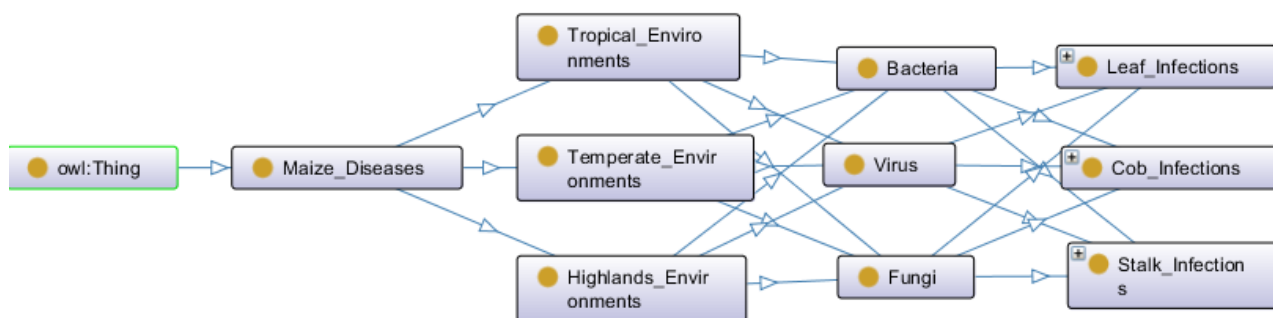 owl:Thing
Maize_Diseases
Tropical_Enviro
nments
Temperate_Envir
onments
Highlands_Envir
onments
Bacteria
Virus
Fungi
Leaf_Infections
Cob_Infections
Stalk_Infection
s